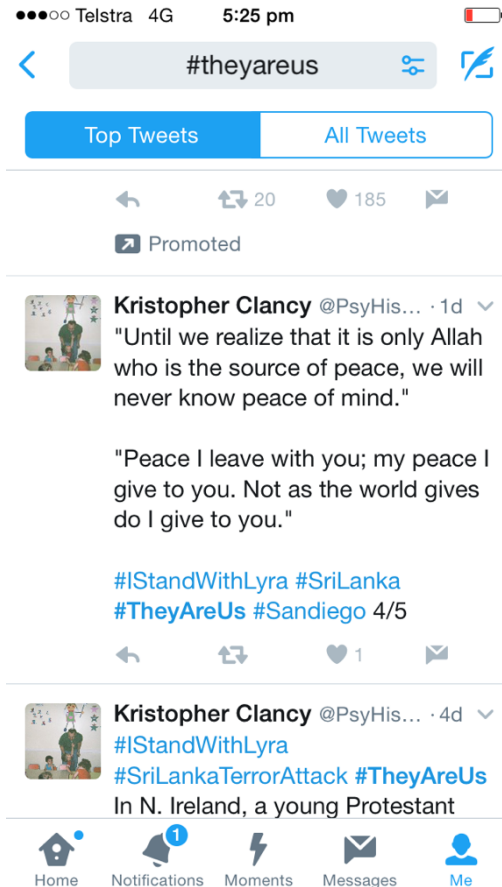 Telstra 4G 5:25 pm
#theyareus
Top Tweets All Tweets
20 185
Promoted
Kristopher Clancy @PsyHis... · 1d
"Until we realize that it is only Allah
who is the source of peace, we will
never know peace of mind."
"Peace I leave with you; my peace I
give to you. Not as the world gives
do I give to you."
#IStandWithLyra #SriLanka
#TheyAreUs #Sandiego 4/5
1
Kristopher Clancy @PsyHis... · 4d
#IStandWithLyra
#SriLankaTerrorAttack #TheyAreUs
In N. Ireland, a young Protestant
1
Home Notifications Moments Messages Me